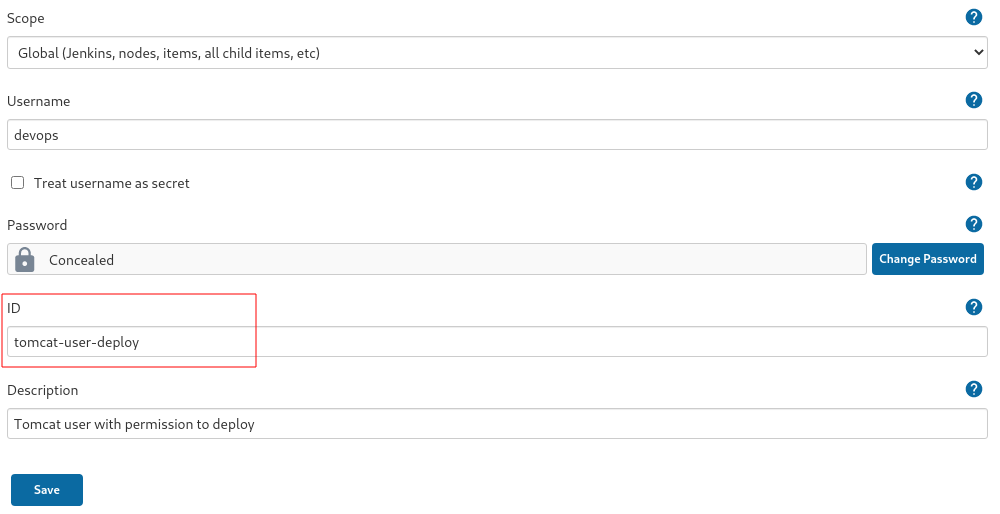 Scope
?
Global (Jenkins, nodes, items, all child items, etc)
Username
?
devops
Treat username as secret
?
Password
?
Concealed
Change Password
ID
?
tomcat-user-deploy
Description
?
Tomcat user with permission to deploy
Save